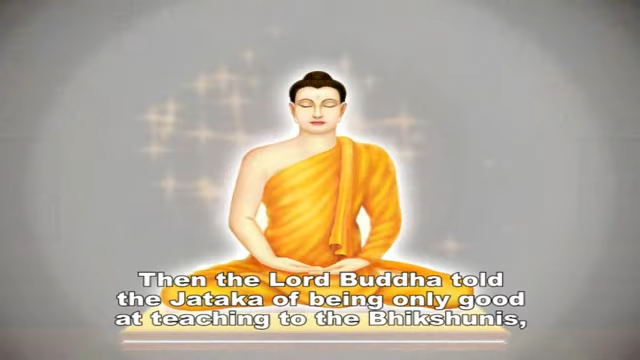 Then the Lord Buddha told
the Jataka of being only good
at teaching to the Bhikshunis,